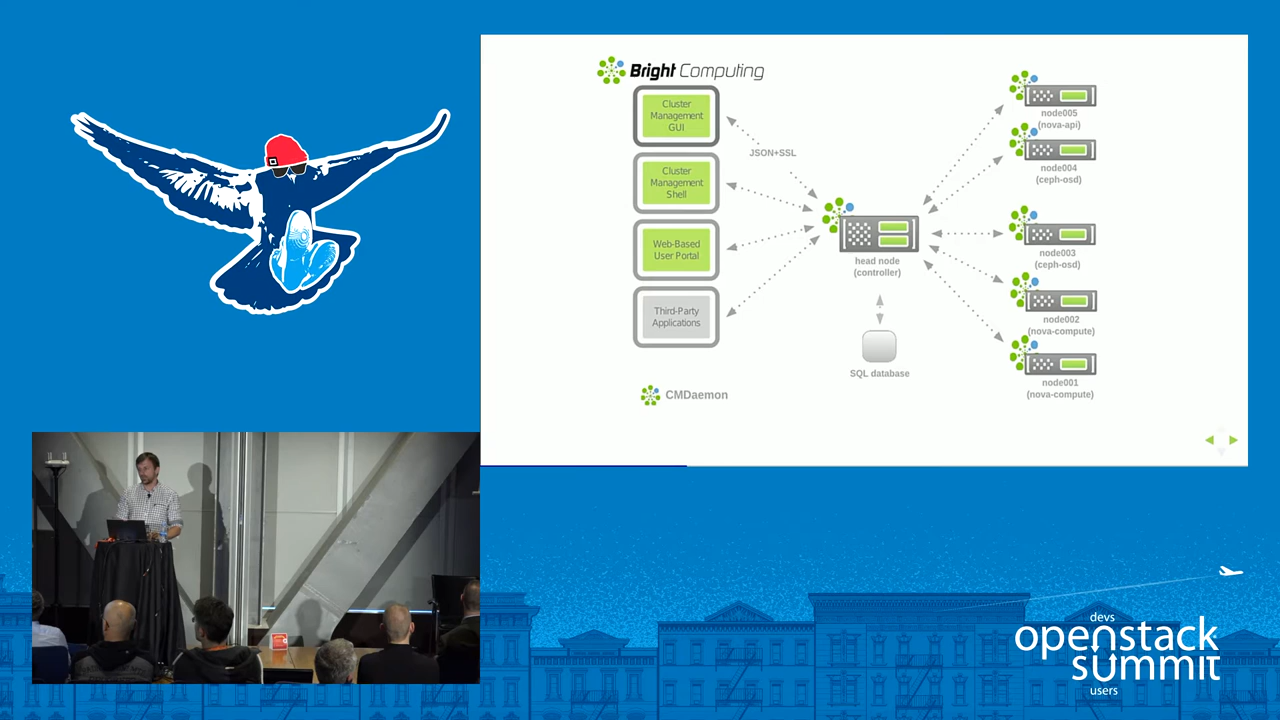 Bright Computing
Cluster
Management
GUI
JSON+SSL
Cluster
Management
Shell
Web-Based
User Portal
Third-Party
Applications
CMDaemon
head node
(controller)
SQL database
node005
(nova-api)
node004
(ceph-osd)
node003
(ceph-osd)
node002
(nova-compute)
node001
(nova-compute)
devs
openstack
summit
users